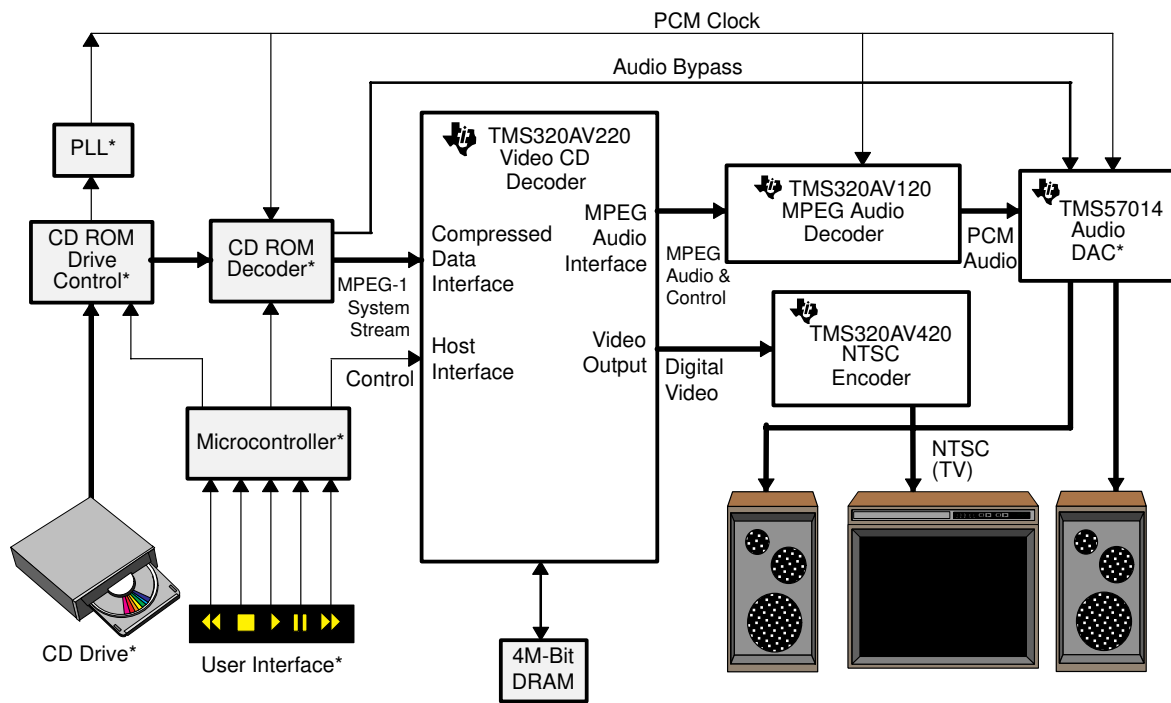 PCM Clock
Audio Bypass
PLL*
CD ROM
Drive
Control*
CD ROM
Decoder*
MPEG-1
System
Stream
TMS320AV220
Video CD
Decoder
Compressed
Data
Interface
MPEG
Audio
Interface
MPEG
Audio &
Control
TMS320AV120
MPEG Audio
Decoder
PCM
Audio
TMS57014
Audio
DAC*
Host
Interface
Control
Video
Output
Digital
Video
TMS320AV420
NTSC
Encoder
NTSC
(TV)
Microcontroller*
CD Drive*
User Interface*
4M-Bit
DRAM